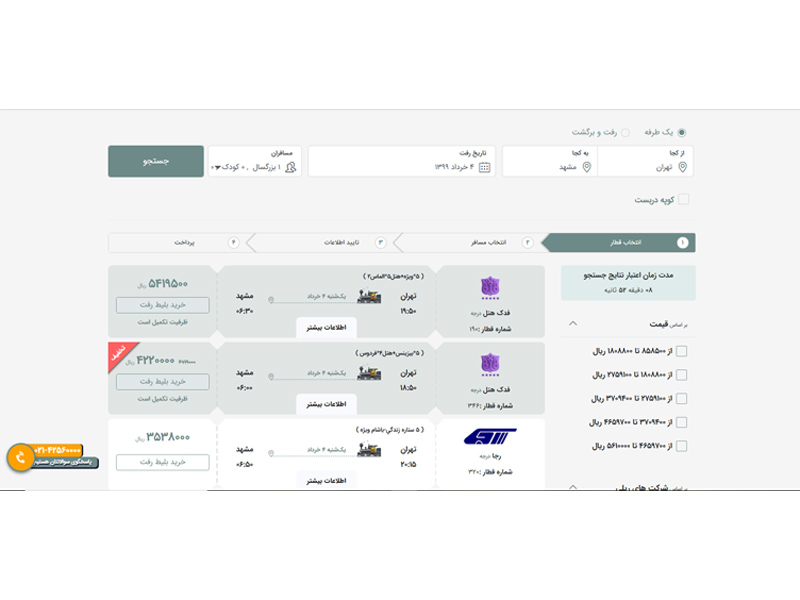 یک طرفه
رفت و برگشت
از کجا
تهران
به کجا
مشهد
تاریخ رفت
۴ خرداد ۱۳۹۹
مسافران
۱ بزرگسال , ۰ کودک
جستجو
کوپه دربست
۱ انتخاب قطار
۲ انتخاب مسافر
۳ تایید اطلاعات
۴ پرداخت
مدت زمان اعتبار نتایج جستجو
۰۸ دقیقه ۵۲ ثانیه
بر اساس قیمت
از ۸۵۸۵۰۰ تا ۱۸۰۸۸۰۰ ریال
از ۱۸۰۸۸۰۰ تا ۲۷۵۹۱۰۰ ریال
از ۲۷۵۹۱۰۰ تا ۳۷۰۹۴۰۰ ریال
از ۳۷۰۹۴۰۰ تا ۴۶۵۹۷۰۰ ریال
از ۴۶۵۹۷۰۰ تا ۵۶۱۰۰۰۰ ریال
بر اساس شرکت های ریلی
فدک هتل درجه
شماره قطار :۱۹۰
( ۵*ویژه+هتل۵*الماس۲ )
تهران
۱۹:۵۰
یکشنبه ۴ خرداد
مشهد
۰۶:۳۰
اطلاعات بیشتر
۵۴۱۹۵۰۰ ریال
خرید بلیط رفت
ظرفیت تکمیل است
فدک هتل درجه
شماره قطار :۳۴۶
( ۵*بیزینس+هتل۴*فردوس )
تهران
۱۸:۵۰
یکشنبه ۴ خرداد
مشهد
۰۶:۰۰
اطلاعات بیشتر
تخفیف
۴۲۲۰۰۰۰ ریال
خرید بلیط رفت
ظرفیت تکمیل است
رجا درجه
شماره قطار :۳۲۰
( ۵ ستاره زندگی-باشام ویژه )
تهران
۲۰:۱۵
یکشنبه ۴ خرداد
مشهد
۰۶:۵۰
اطلاعات بیشتر
۳۵۳۸۰۰۰ ریال
خرید بلیط رفت
۰۲۱-۴۲۵۶۰۰۰۰
پاسخگوی سوالاتتان هستیم